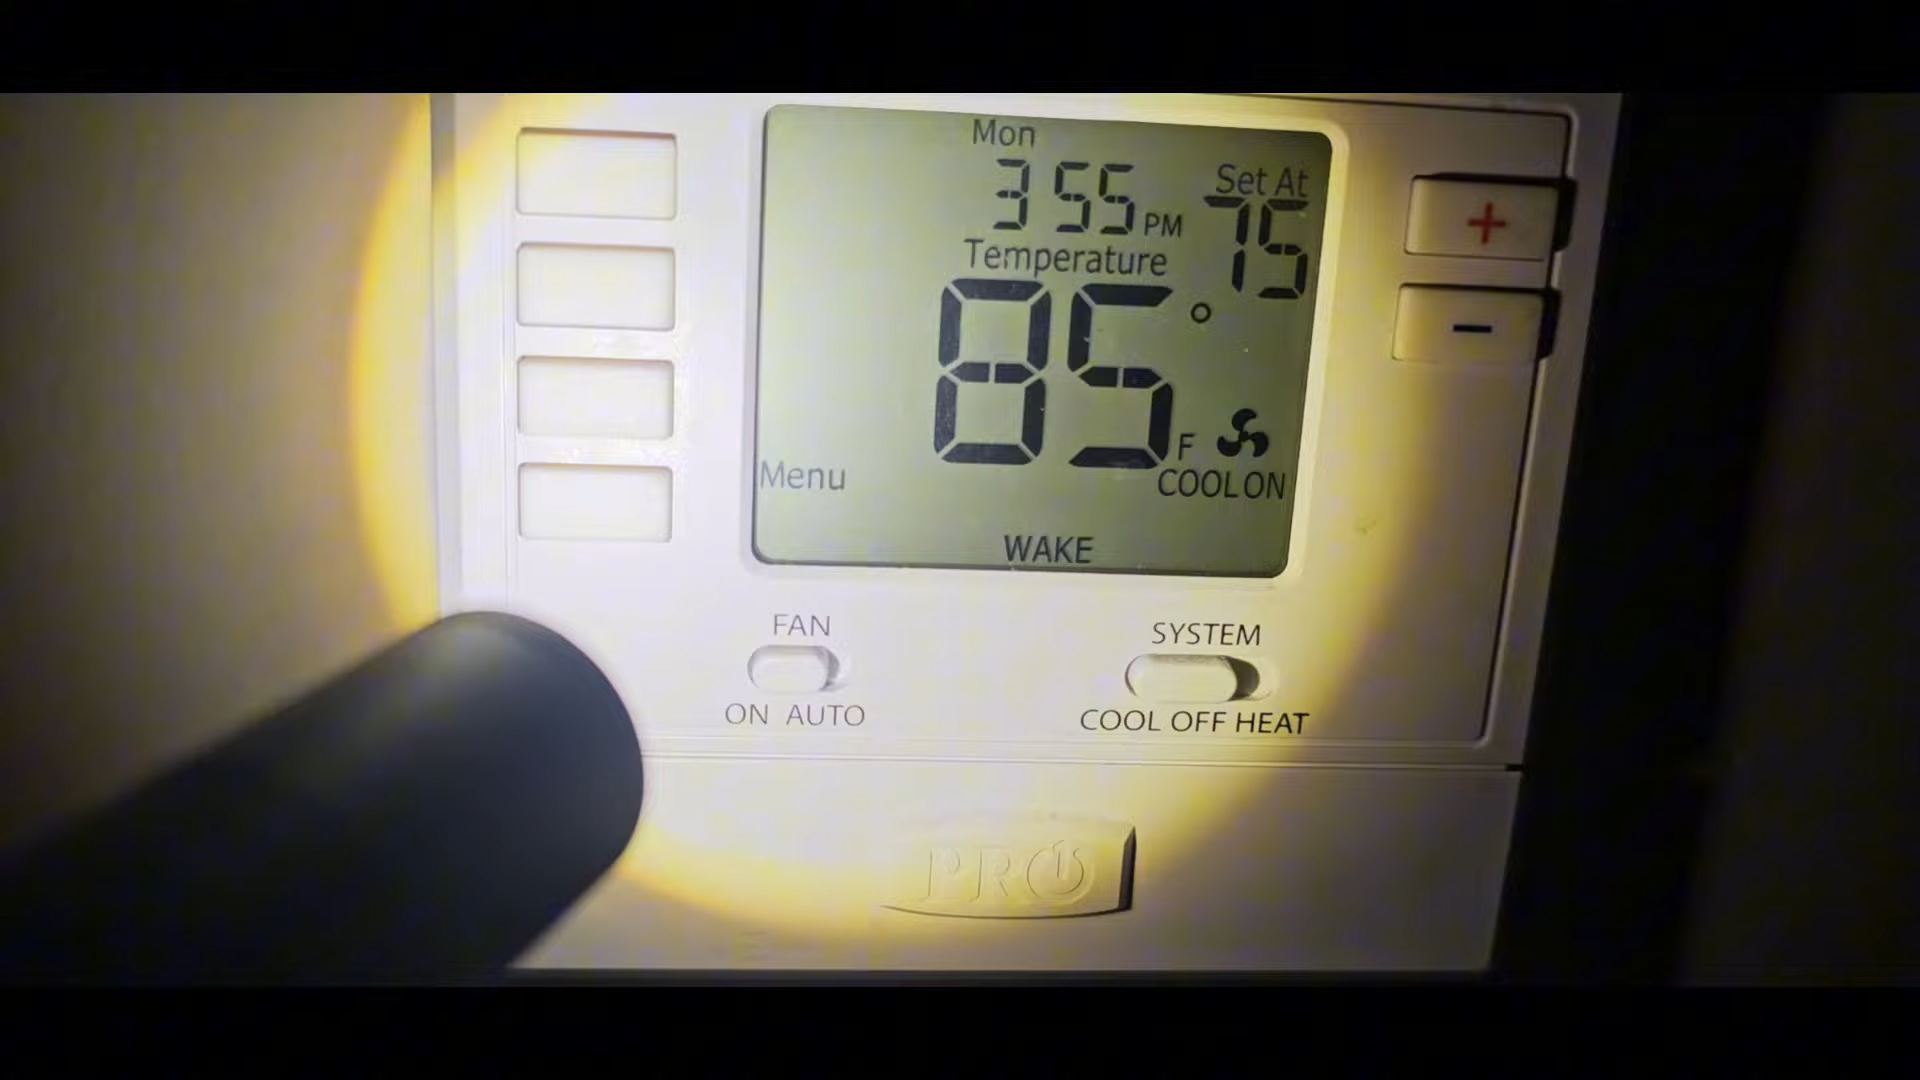 Mon
3 55 PM
Set At
75
Temperature
85° F
COOL ON
Menu
WAKE
FAN
ON AUTO
SYSTEM
COOL OFF HEAT
+
−
PRO